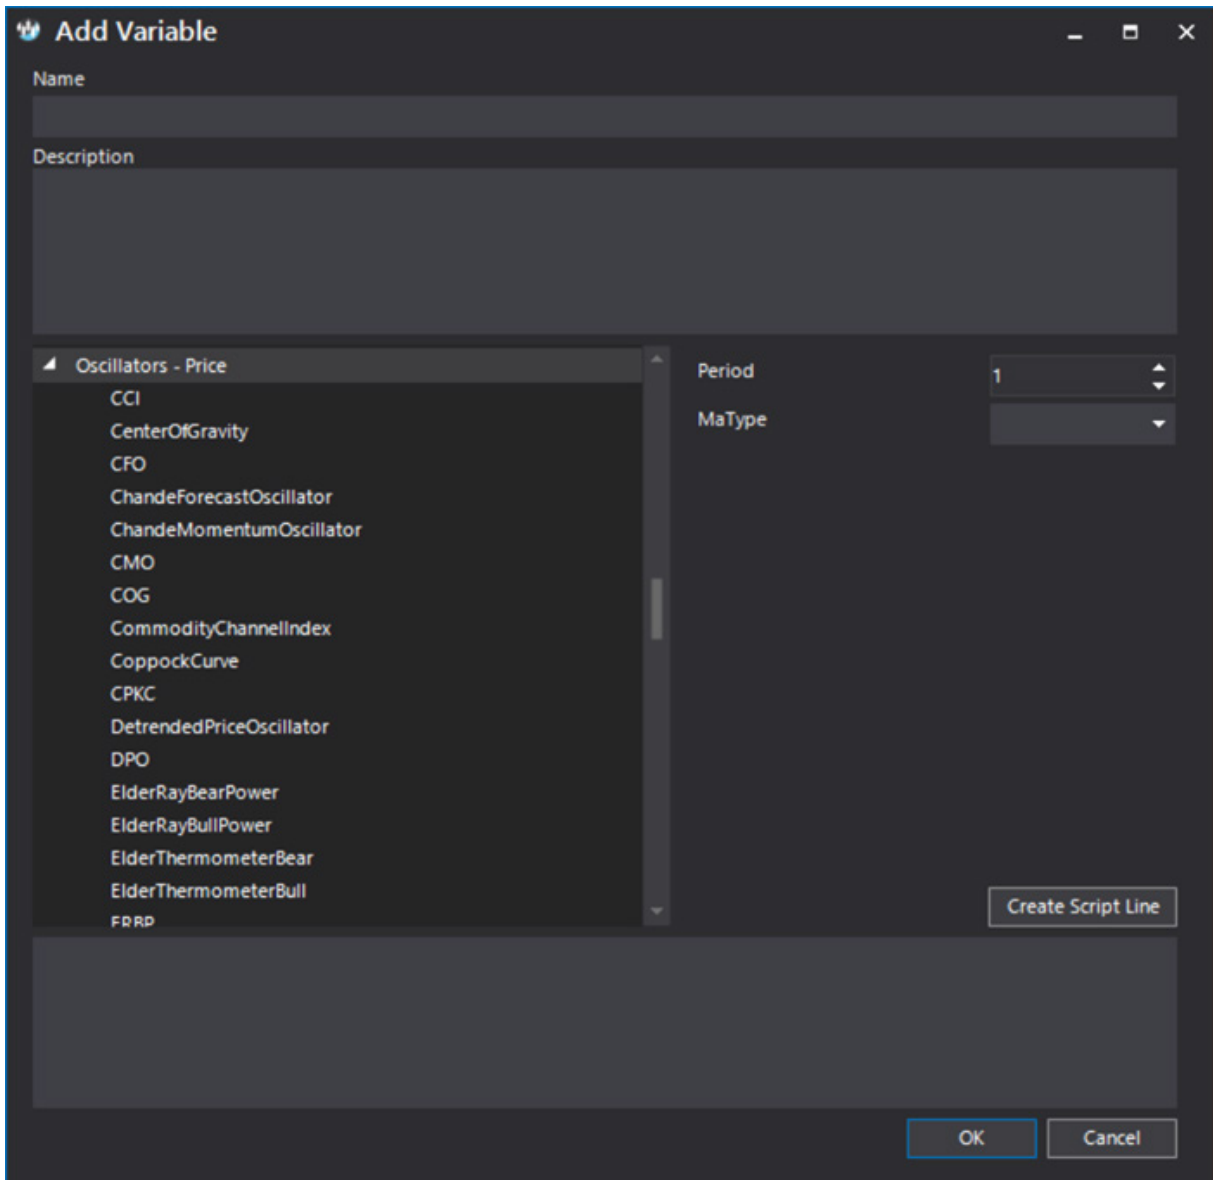 Add Variable
Name
Description
Oscillators - Price
CCI
CenterOfGravity
CFO
ChandeForecastOscillator
ChandeMomentumOscillator
CMO
COG
CommodityChannelIndex
CoppockCurve
CPKC
DetrendedPriceOscillator
DPO
ElderRayBearPower
ElderRayBullPower
ElderThermometerBear
ElderThermometerBull
ERBP
Period
1
MaType
Create Script Line
OK
Cancel